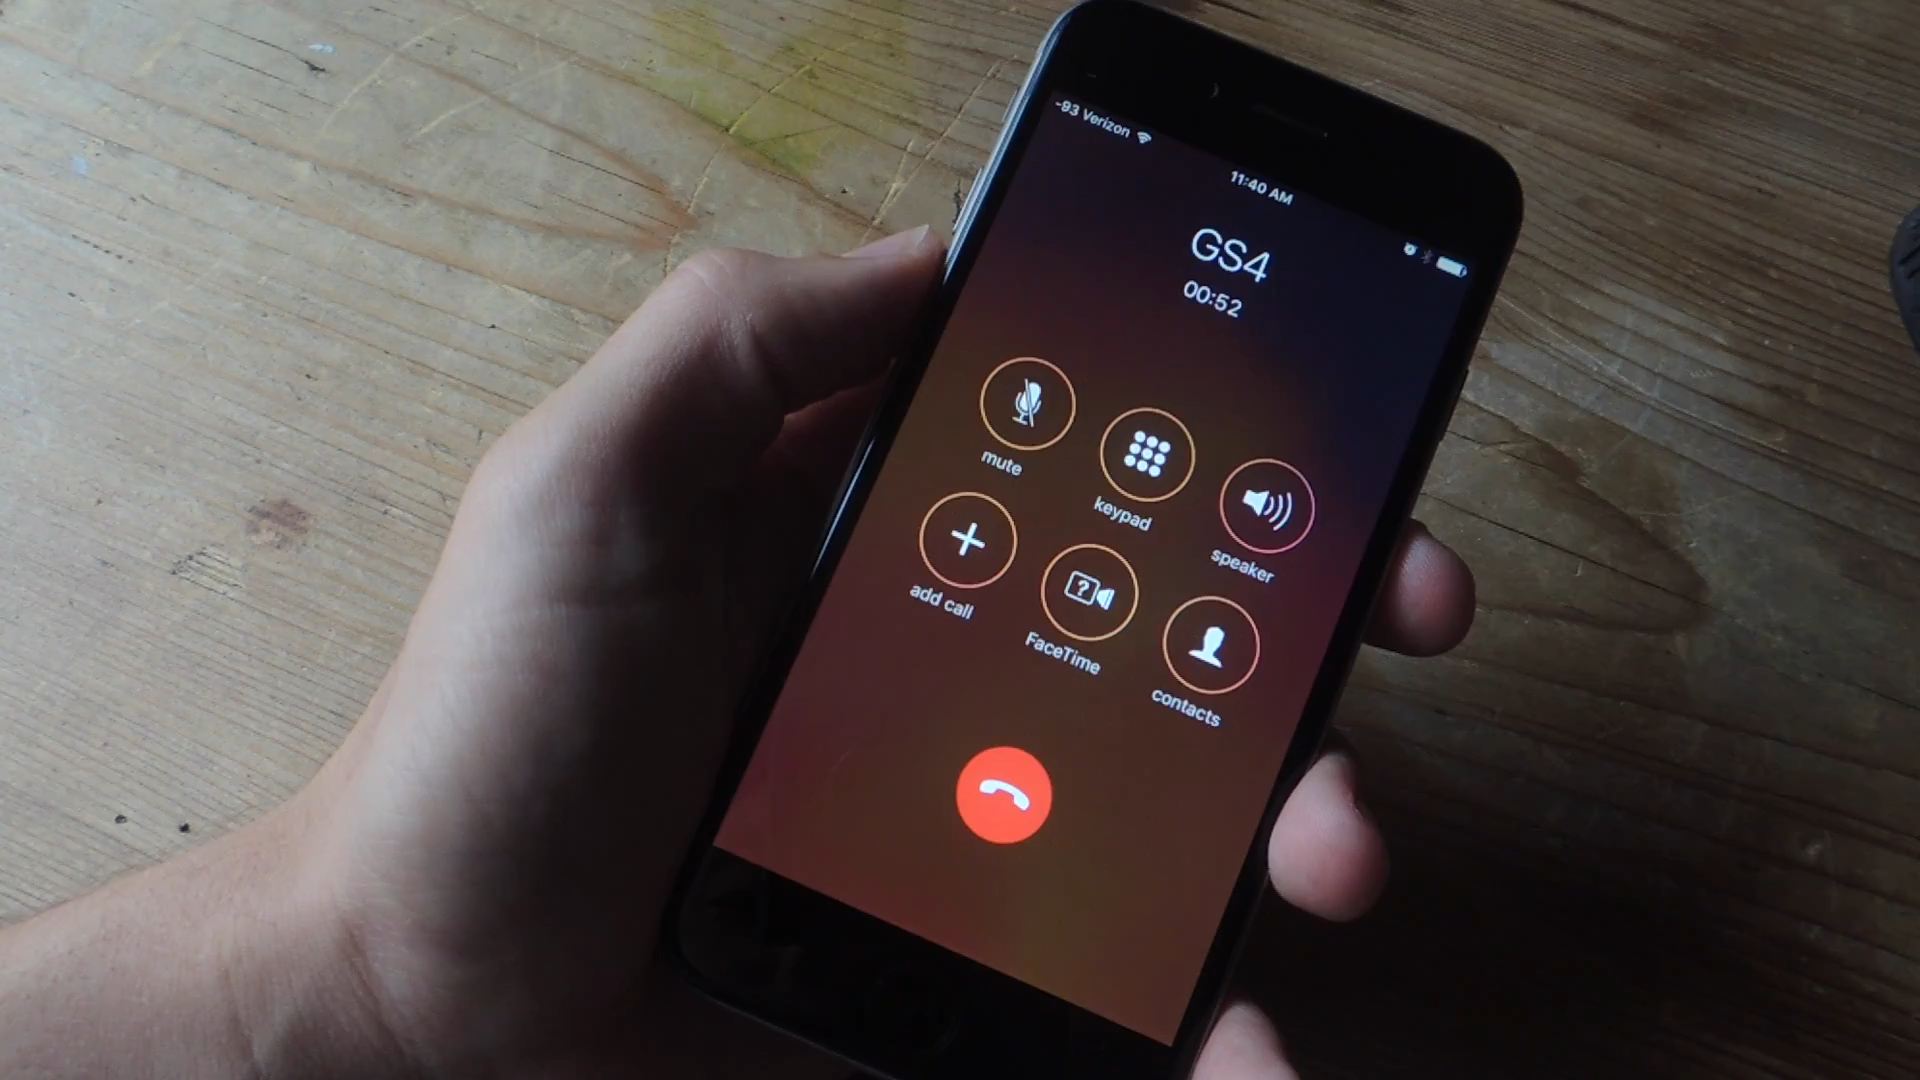 -93 Verizon
11:40 AM
GS4
00:52
mute
keypad
speaker
add call
?
FaceTime
contacts